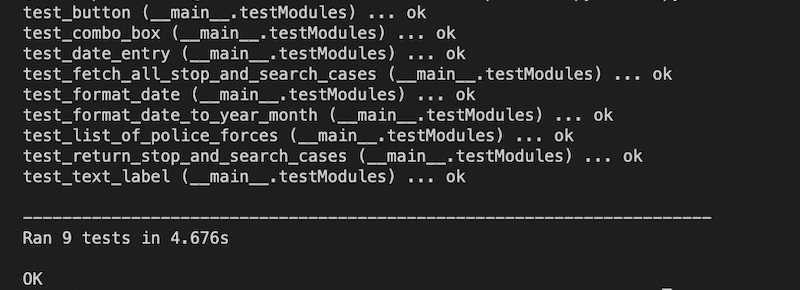 test_button (__main__.testModules) ... ok
test_combo_box (__main__.testModules) ... ok
test_date_entry (__main__.testModules) ... ok
test_fetch_all_stop_and_search_cases (__main__.testModules) ... ok
test_format_date (__main__.testModules) ... ok
test_format_date_to_year_month (__main__.testModules) ... ok
test_list_of_police_forces (__main__.testModules) ... ok
test_return_stop_and_search_cases (__main__.testModules) ... ok
test_text_label (__main__.testModules) ... ok
----------------------------------------------------------------------
Ran 9 tests in 4.676s
OK